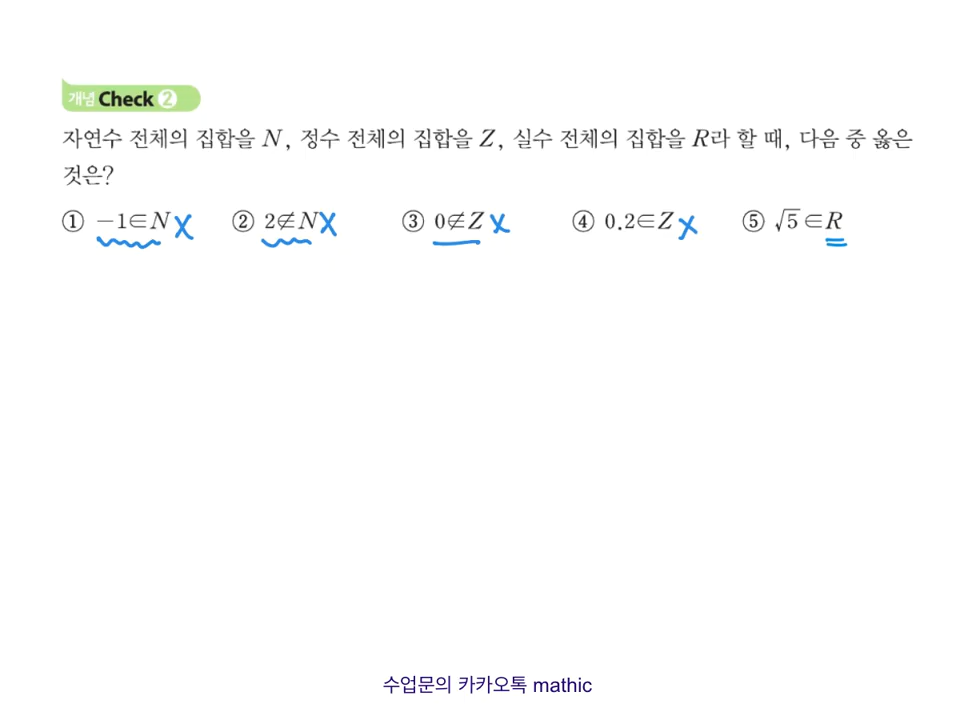 개념 Check 2
자연수 전체의 집합을 N, 정수 전체의 집합을 Z, 실수 전체의 집합을 R라 할 때, 다음 중 옳은
것은?
① −1∈N X ② 2∉N X ③ 0∉Z X ④ 0.2∈Z X ⑤ √5∈R
수업문의 카카오톡 mathic